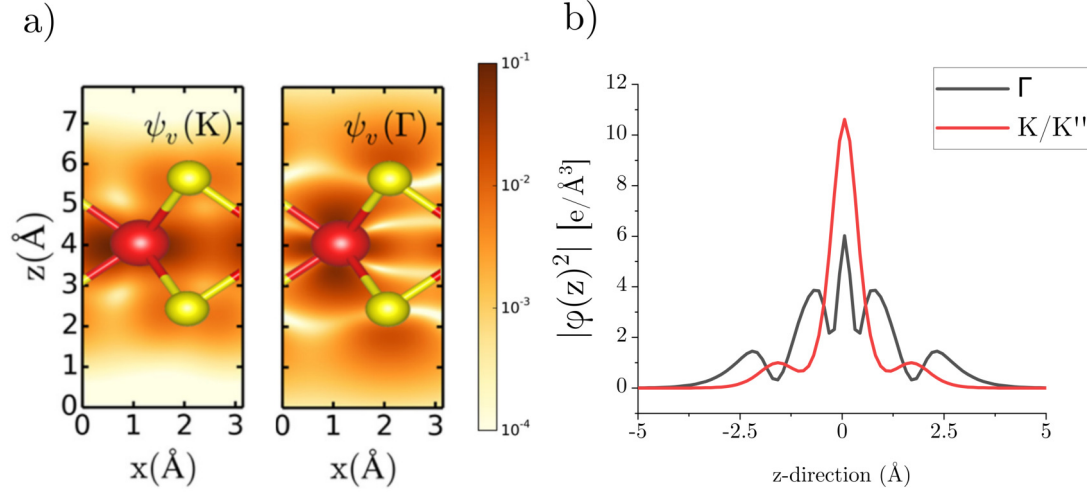 a)
ψᵥ(K)
ψᵥ(Γ)
7
6
5
4
3
2
1
0
z(Å)
0 1 2 3
x(Å)
0 1 2 3
x(Å)
10⁻¹
10⁻²
10⁻³
10⁻⁴
b)
Γ
K/K''
12
10
8
6
4
2
0
|φ(z)²| [e/Å³]
-5 -2.5 0 2.5 5
z-direction (Å)